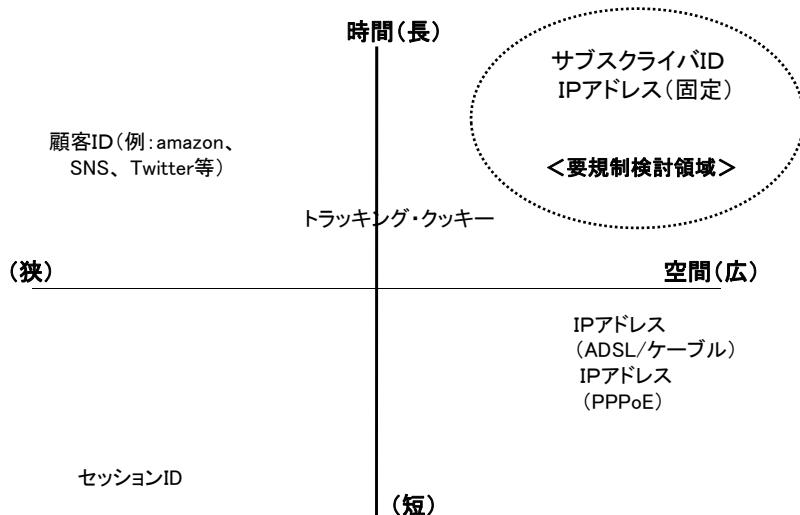 時間（長）
サブスクライバID
IPアドレス（固定）
顧客ID（例：amazon、
SNS、Twitter等）
＜要規制検討領域＞
トラッキング・クッキー
（狭）
空間（広）
IPアドレス
（ADSL/ケーブル）
IPアドレス
（PPPoE）
セッションID
（短）